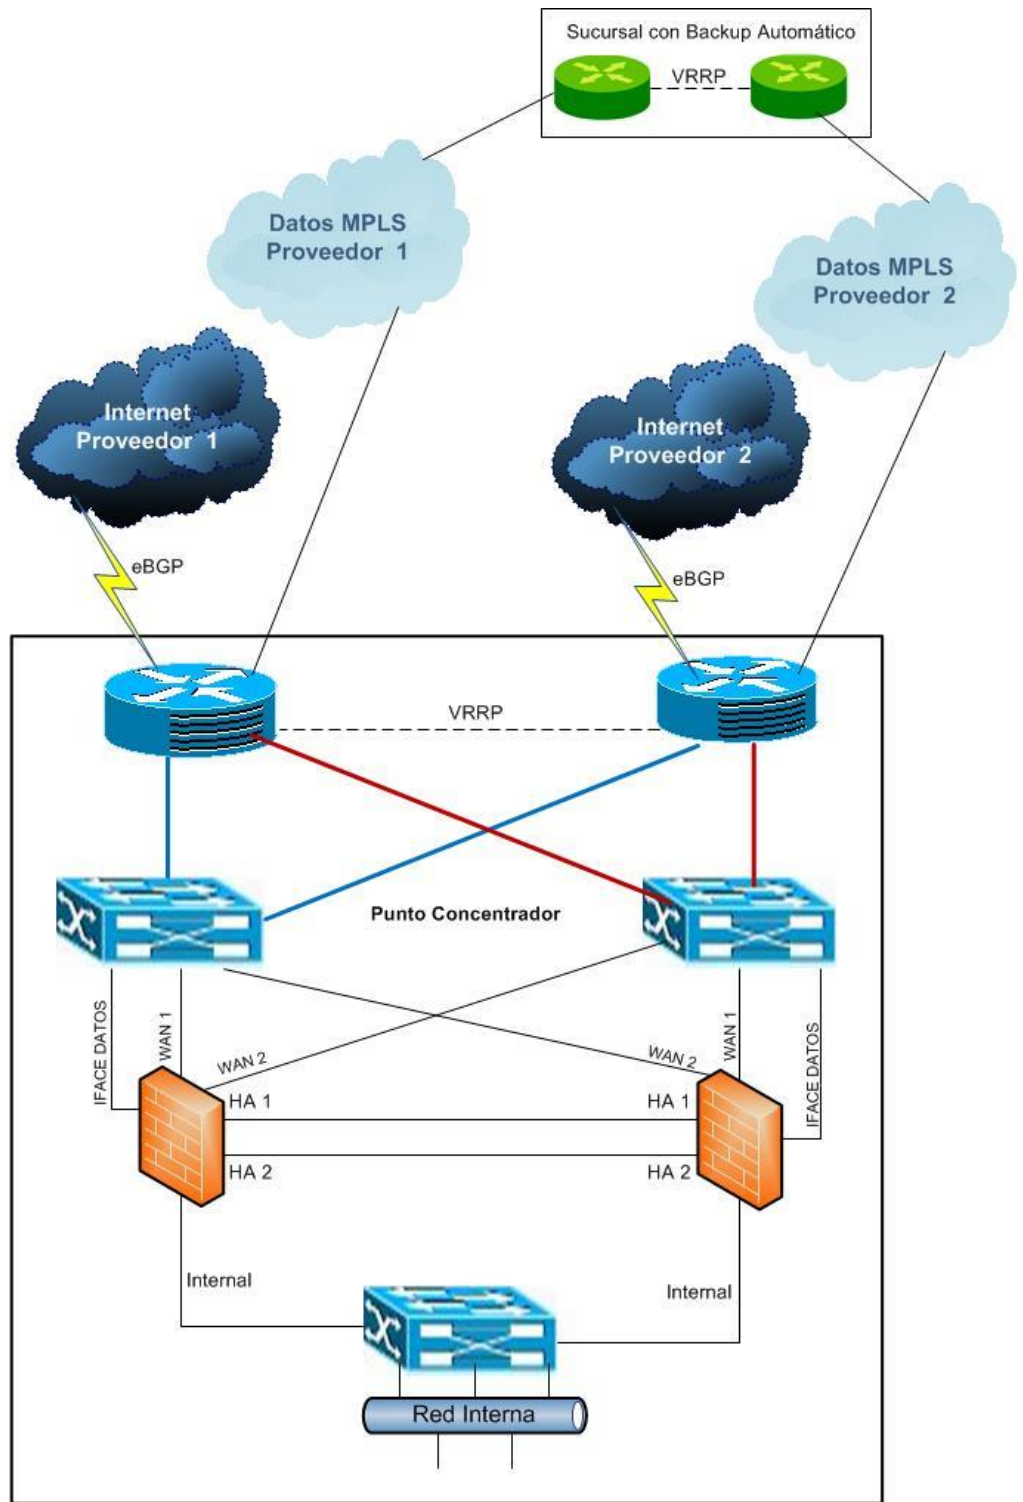 Sucursal con Backup Automático
VRRP
Datos MPLS
Proveedor 1
Datos MPLS
Proveedor 2
Internet
Proveedor 1
Internet
Proveedor 2
eBGP
eBGP
VRRP
Punto Concentrador
IFACE DATOS
WAN 1
WAN 2
WAN 2
WAN 1
IFACE DATOS
HA 1
HA 1
HA 2
HA 2
Internal
Internal
Red Interna